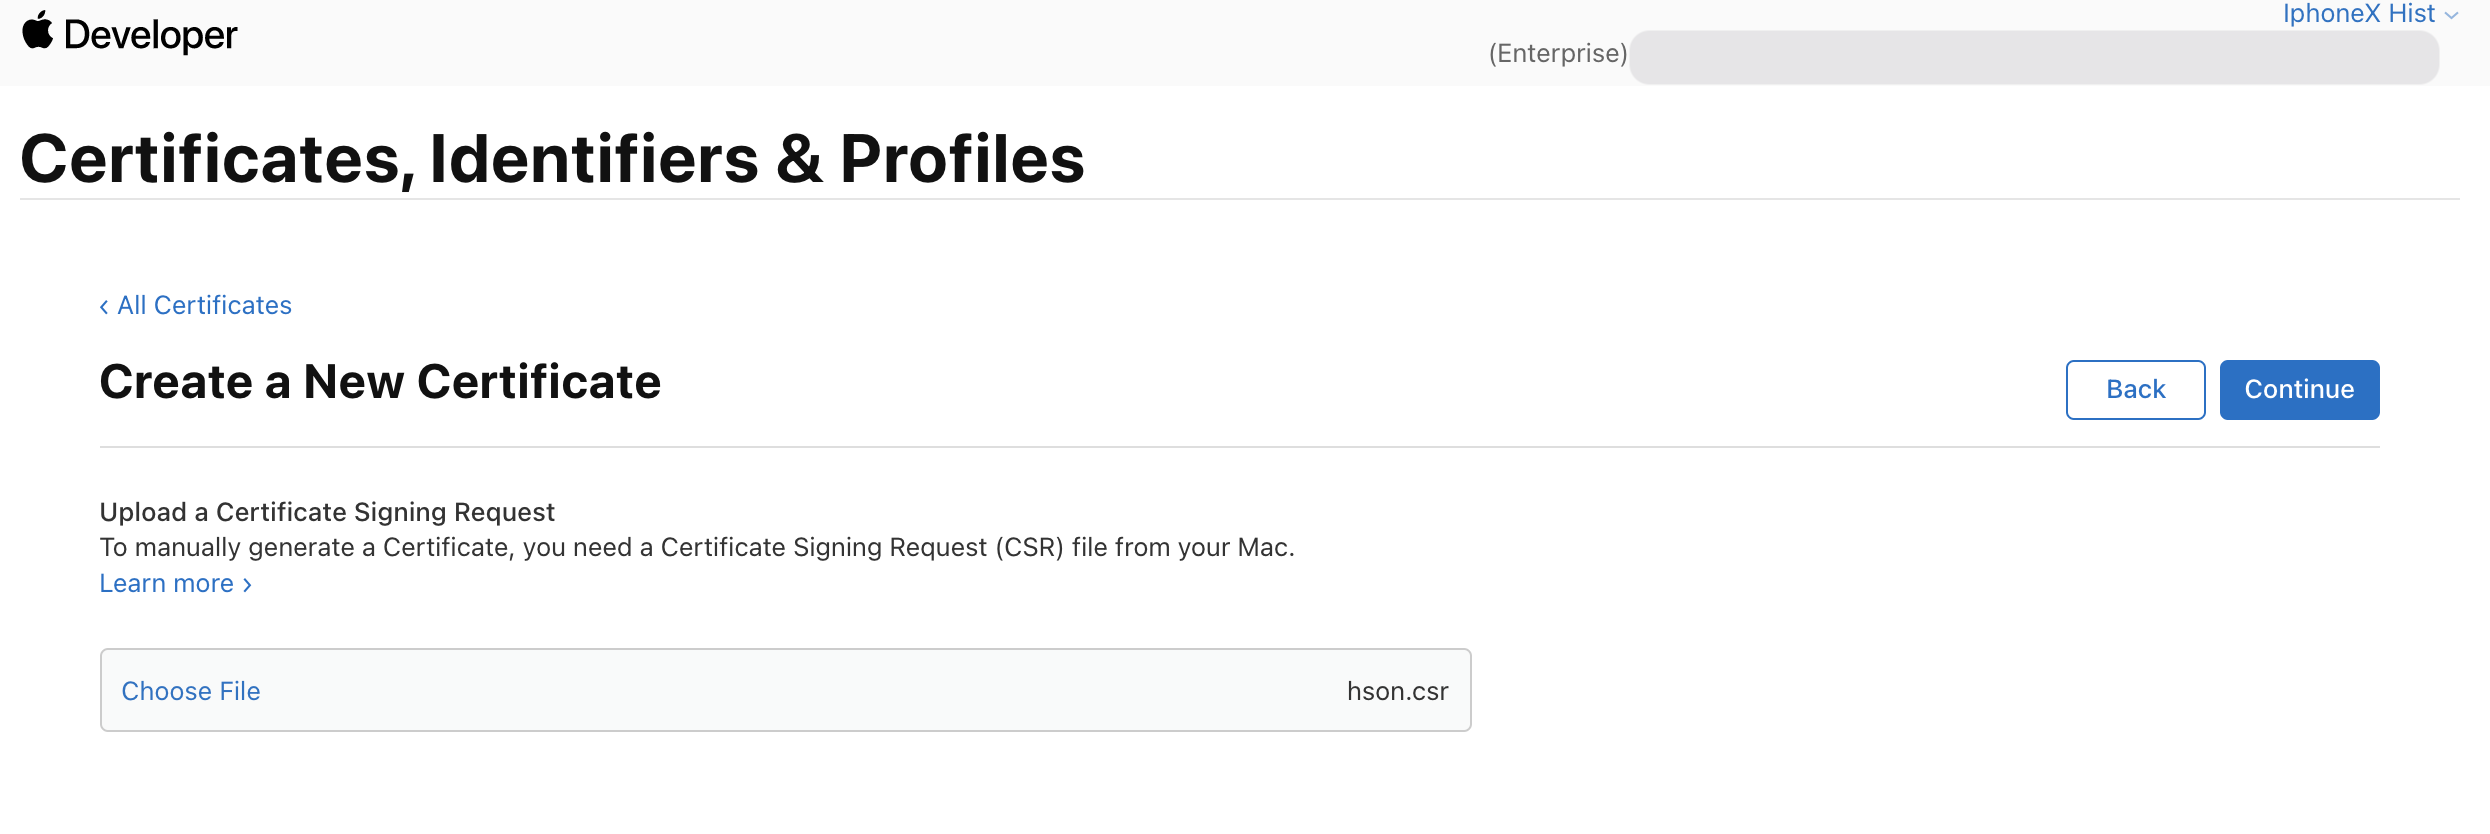 Developer
IphoneX Hist
(Enterprise)
Certificates, Identifiers & Profiles
‹ All Certificates
Create a New Certificate
Back
Continue
Upload a Certificate Signing Request
To manually generate a Certificate, you need a Certificate Signing Request (CSR) file from your Mac.
Learn more ›
Choose File
hson.csr